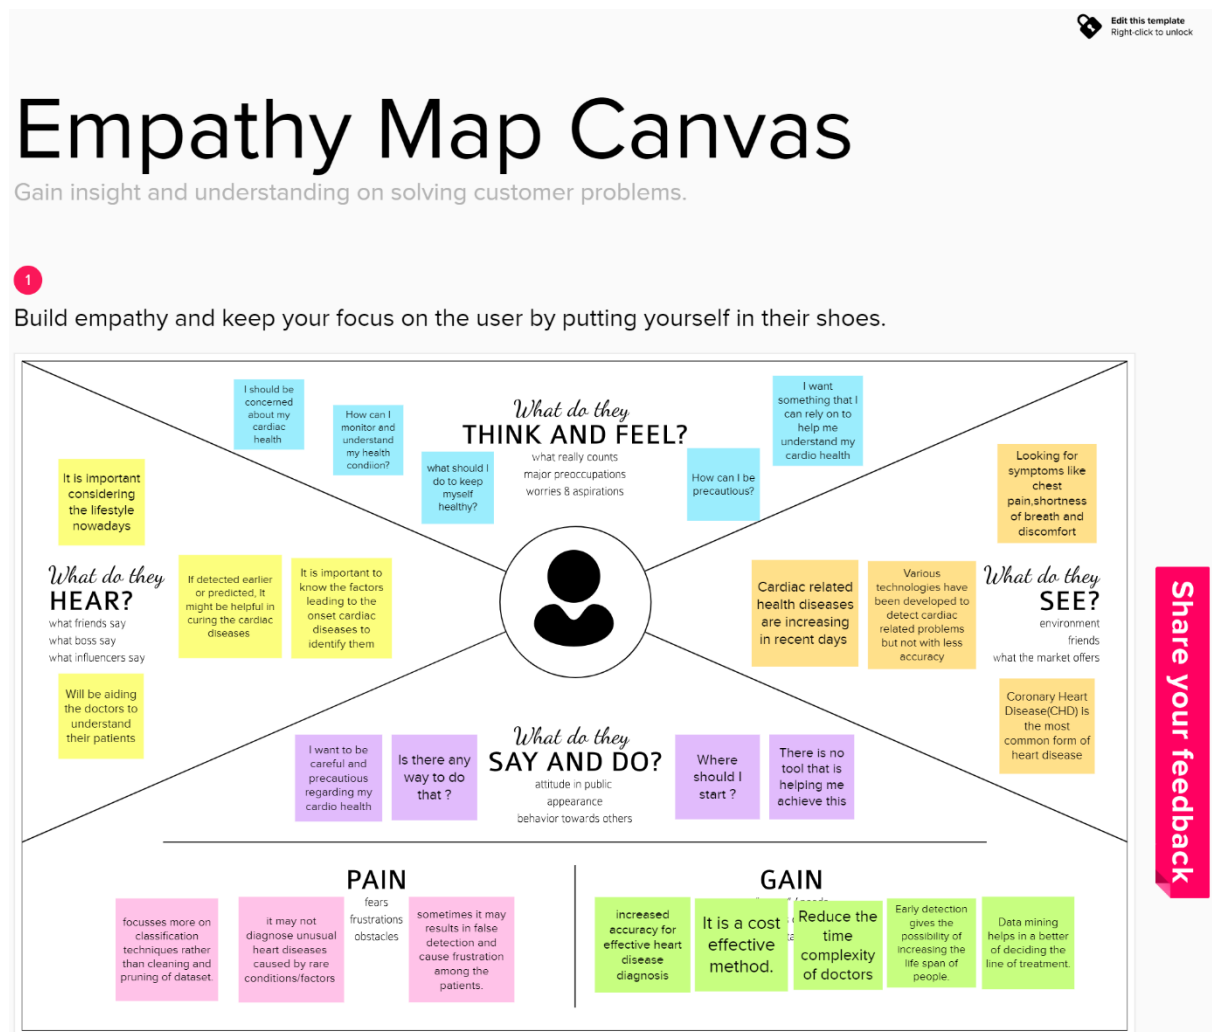 Edit this template
Right-click to unlock
Empathy Map Canvas
Gain insight and understanding on solving customer problems.
1
Build empathy and keep your focus on the user by putting yourself in their shoes.
I should be
concerned
about my
cardiac
health
How can I
monitor and
understand
my health
condiion?
what should I
do to keep
myself
healthy?
What do they
THINK AND FEEL?
what really counts
major preoccupations
worries & aspirations
How can I be
precautious?
I want
something that I
can rely on to
help me
understand my
cardio health
It is important
considering
the lifestyle
nowadays
What do they
HEAR?
what friends say
what boss say
what influencers say
If detected earlier
or predicted, It
might be helpful in
curing the cardiac
diseases
It is important to
know the factors
leading to the
onset cardiac
diseases to
identify them
Will be aiding
the doctors to
understand
their patients
Looking for
symptoms like
chest
pain,shortness
of breath and
discomfort
Cardiac related
health diseases
are increasing
in recent days
Various
technologies have
been developed to
detect cardiac
related problems
but not with less
accuracy
What do they
SEE?
environment
friends
what the market offers
Coronary Heart
Disease(CHD) Is
the most
common form of
heart disease
I want to be
careful and
precautious
regarding my
cardio health
Is there any
way to do
that ?
What do they
SAY AND DO?
attitude in public
appearance
behavior towards others
Where
should I
start ?
There is no
tool that is
helping me
achieve this
Share your feedback
PAIN
fears
frustrations
obstacles
focusses more on
classification
techniques rather
than cleaning and
pruning of dataset.
it may not
diagnose unusual
heart diseases
caused by rare
conditions/factors
sometimes it may
results in false
detection and
cause frustration
among the
patients.
GAIN
increased
accuracy for
effective heart
disease
diagnosis
It is a cost
effective
method.
Reduce the
time
complexity
of doctors
Early detection
gives the
possibility of
increasing the
life span of
people.
Data mining
helps in a better
of deciding the
line of treatment.